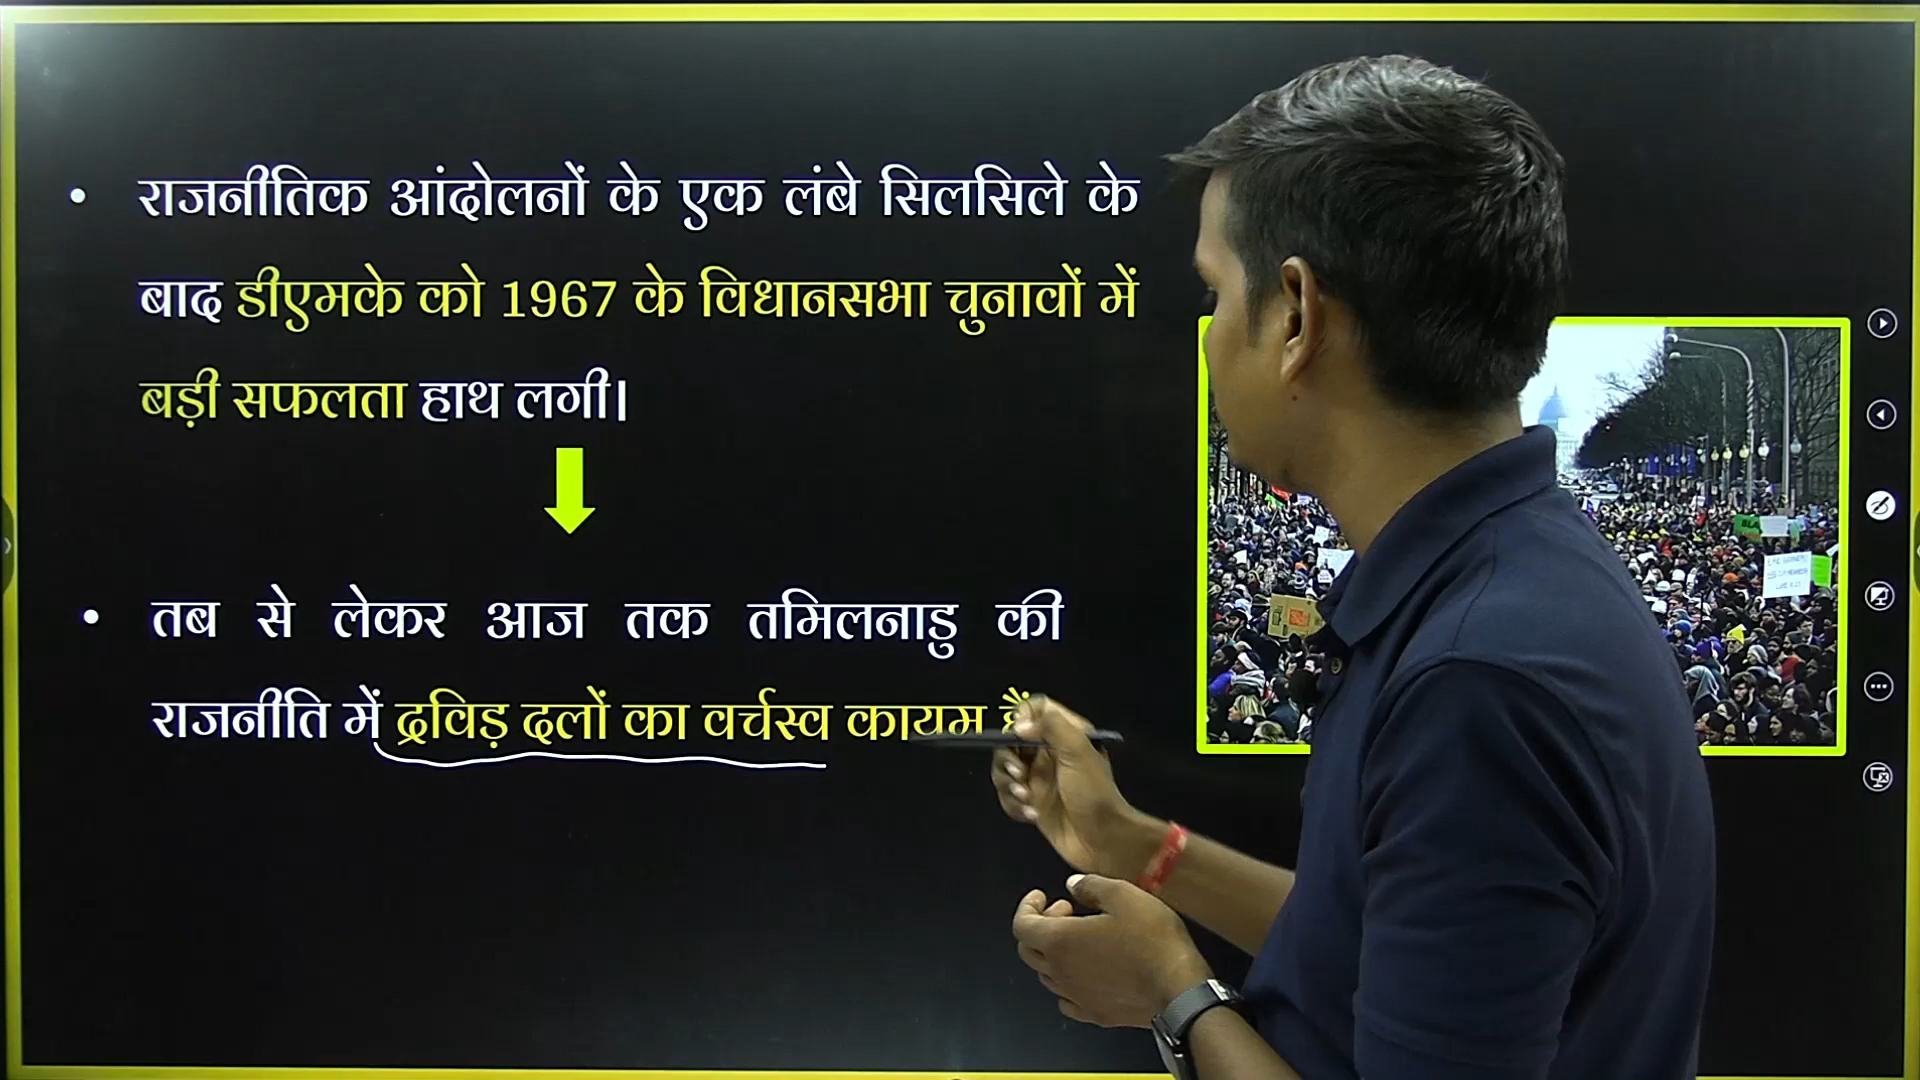 • राजनीतिक आंदोलनों के एक लंबे सिलसिले के
बाद डीएमके को 1967 के विधानसभा चुनावों में
बड़ी सफलता हाथ लगी।
• तब से लेकर आज तक तमिलनाडु की
राजनीति में द्रविड़ दलों का वर्चस्व कायम